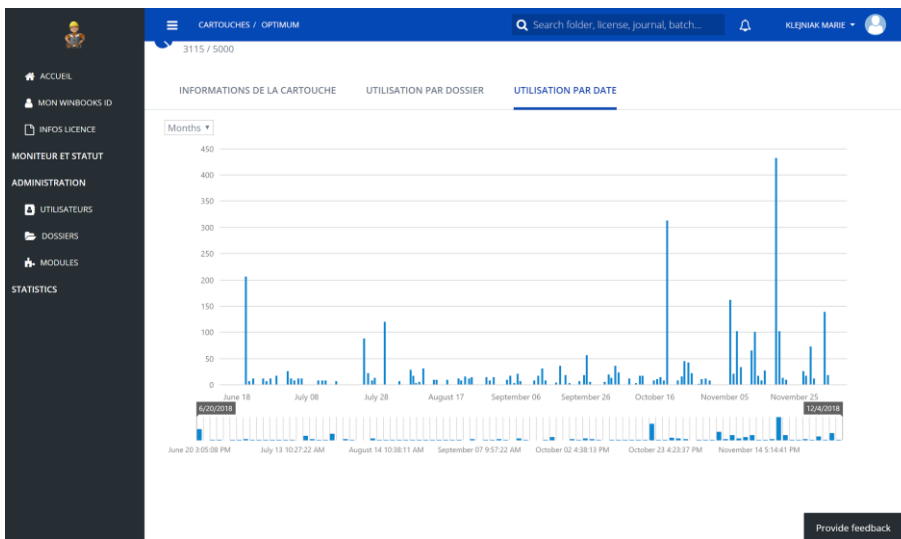 CARTOUCHES / OPTIMUM
Search folder, license, journal, batch...
KLEJNIAK MARIE
ACCUEIL
MON WINBOOKS ID
INFOS LICENCE
MONITEUR ET STATUT
ADMINISTRATION
UTILISATEURS
DOSSIERS
MODULES
STATISTICS
3115 / 5000
INFORMATIONS DE LA CARTOUCHE
UTILISATION PAR DOSSIER
UTILISATION PAR DATE
Months
450
400
350
300
250
200
150
100
50
0
June 18 July 08 July 28 August 17 September 06 September 26 October 16 November 05 November 25
6/20/2018 12/4/2018
June 20 3:05:08 PM July 13 10:27:22 AM August 14 10:38:11 AM September 07 9:57:22 AM October 02 4:38:13 PM October 23 4:23:37 PM November 14 5:14:41 PM
Provide feedback